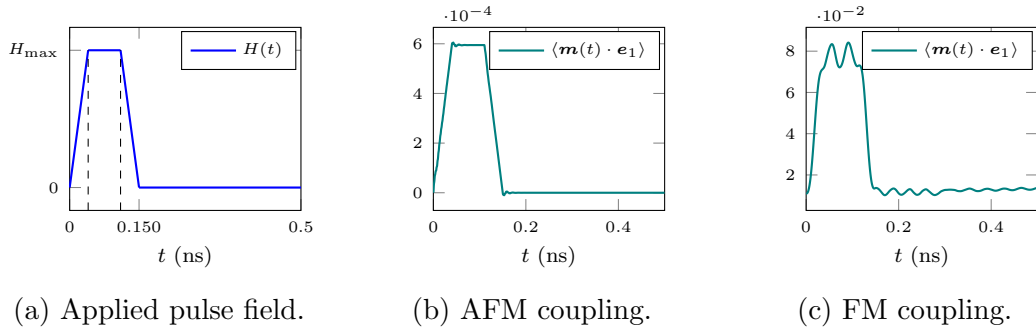 H_max
0
0
0.150
0.5
t (ns)
H(t)
(a) Applied pulse field.
·10⁻⁴
6
4
2
0
0
0.2
0.4
t (ns)
⟨m(t) · e₁⟩
(b) AFM coupling.
·10⁻²
8
6
4
2
0
0.2
0.4
t (ns)
⟨m(t) · e₁⟩
(c) FM coupling.